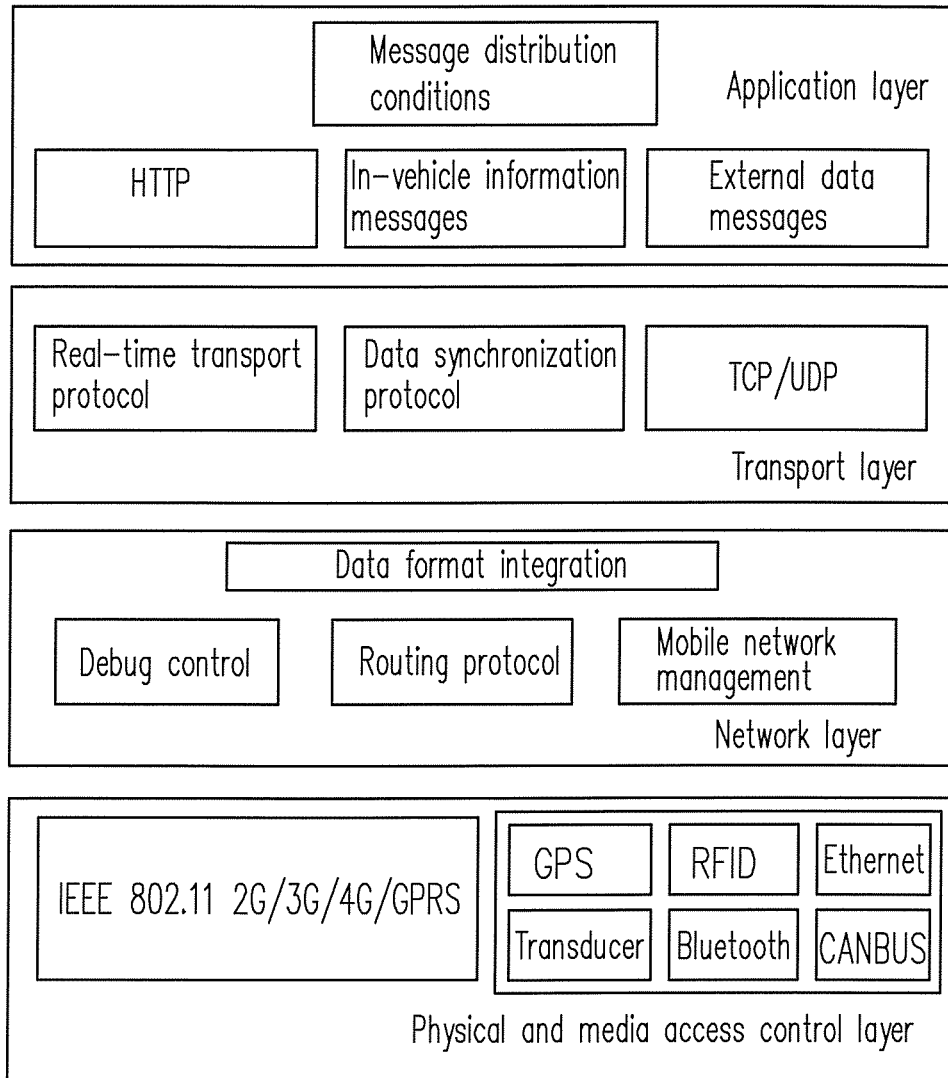 Message distribution
conditions
Application layer
HTTP
In-vehicle information
messages
External data
messages
Real-time transport
protocol
Data synchronization
protocol
TCP/UDP
Transport layer
Data format integration
Debug control
Routing protocol
Mobile network
management
Network layer
IEEE 802.11 2G/3G/4G/GPRS
GPS
RFID
Ethernet
Transducer
Bluetooth
CANBUS
Physical and media access control layer